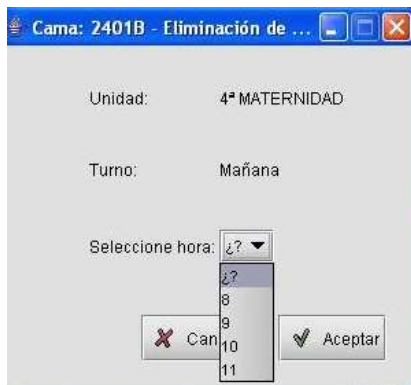 Cama: 2401B - Eliminación de ...
Unidad: 4ª MATERNIDAD
Turno: Mañana
Seleccione hora: ¿?
¿?
8
9
10
11
Can
Aceptar